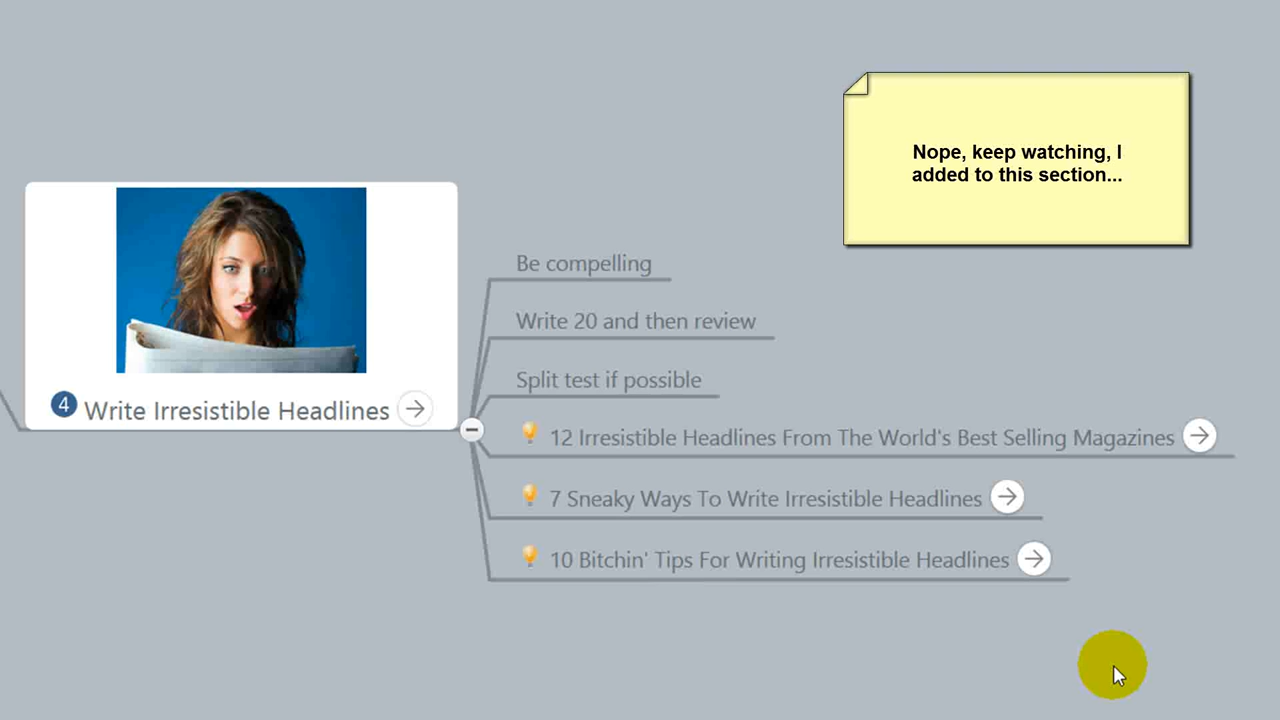 Nope, keep watching, I
added to this section...
Be compelling
Write 20 and then review
Split test if possible
4 Write Irresistible Headlines
12 Irresistible Headlines From The World's Best Selling Magazines
7 Sneaky Ways To Write Irresistible Headlines
10 Bitchin' Tips For Writing Irresistible Headlines